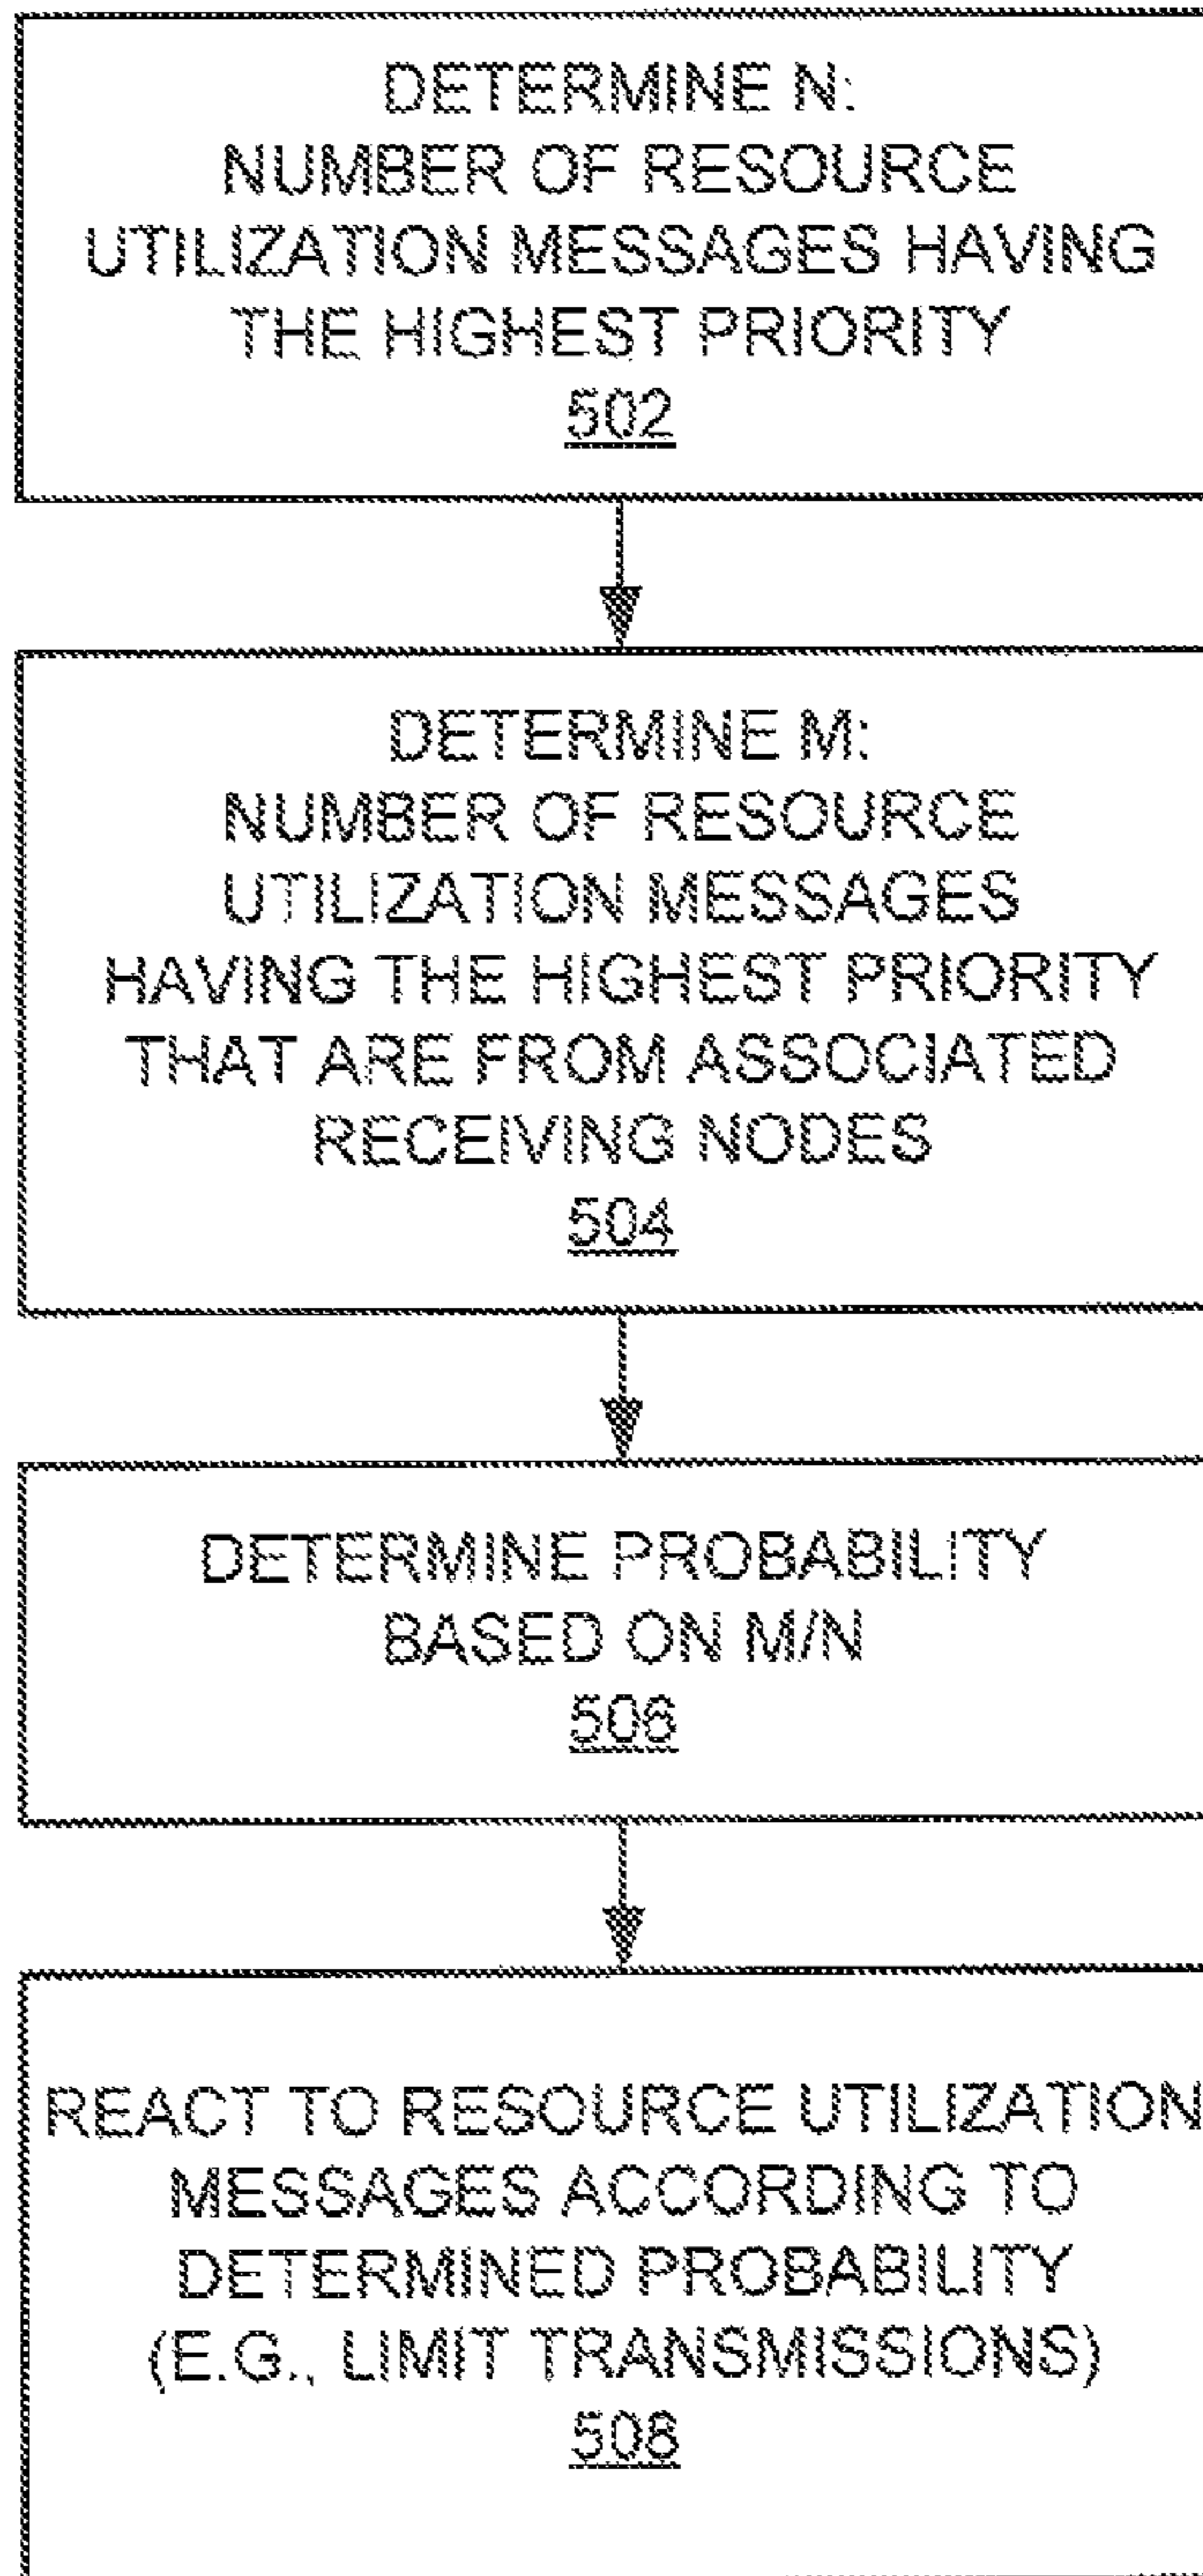 DETERMINE N:
NUMBER OF RESOURCE
UTILIZATION MESSAGES HAVING
THE HIGHEST PRIORITY
502
DETERMINE M:
NUMBER OF RESOURCE
UTILIZATION MESSAGES
HAVING THE HIGHEST PRIORITY
THAT ARE FROM ASSOCIATED
RECEIVING NODES
504
DETERMINE PROBABILITY
BASED ON M/N
506
REACT TO RESOURCE UTILIZATION
MESSAGES ACCORDING TO
DETERMINED PROBABILITY
(E.G., LIMIT TRANSMISSIONS)
508